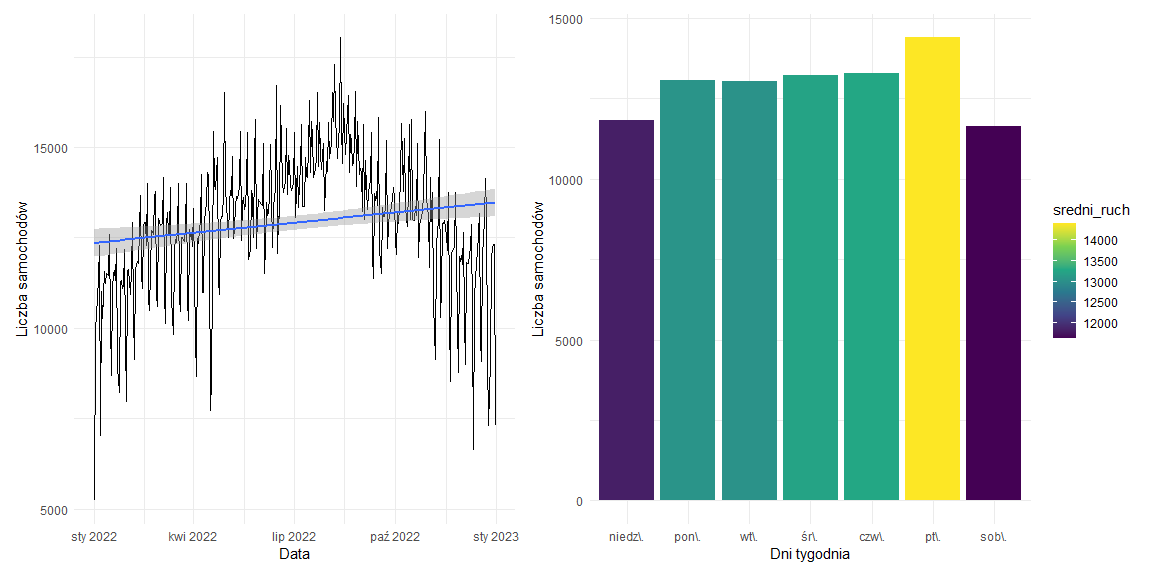 Liczba samochodów
15000
10000
5000
sty 2022
kwi 2022
lip 2022
paź 2022
sty 2023
Data
Liczba samochodów
15000
10000
5000
0
niedz\.
pon\.
wt\.
śr\.
czw\.
pt\.
sob\.
Dni tygodnia
sredni_ruch
14000
13500
13000
12500
12000